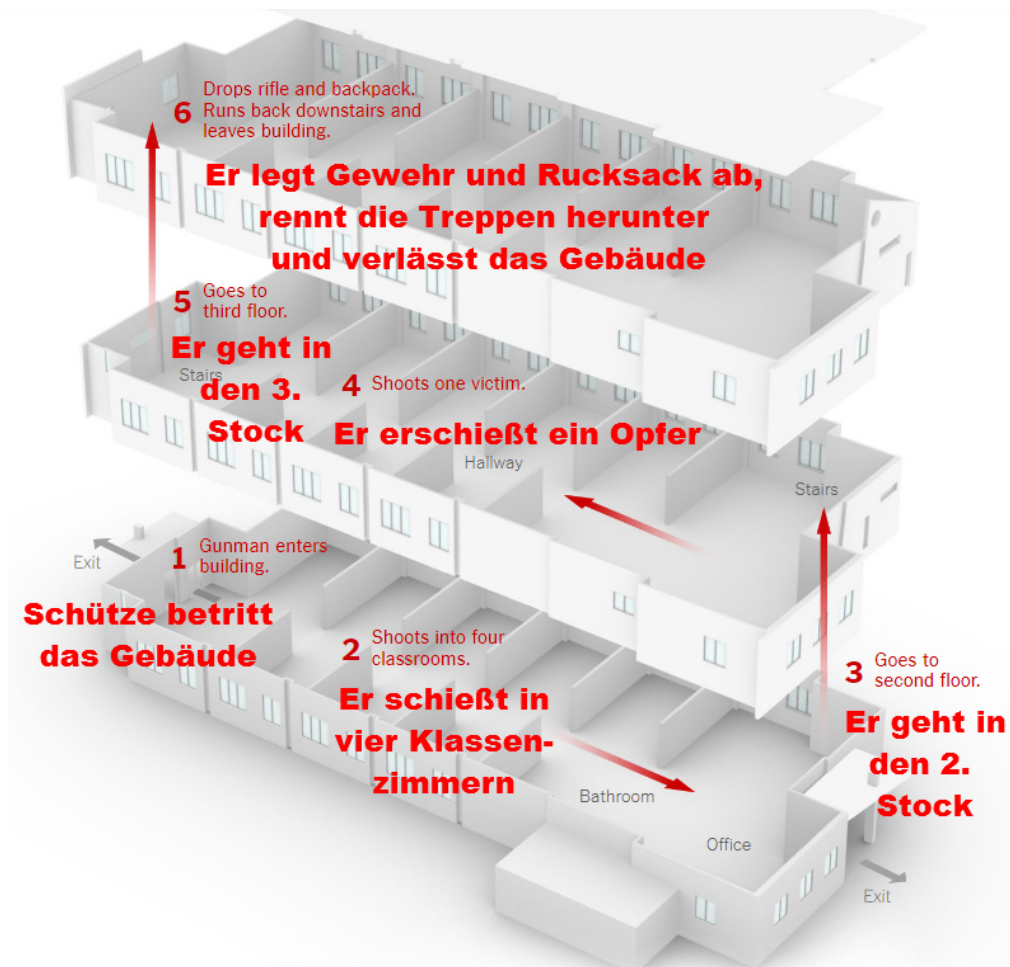 6 Drops rifle and backpack.
Runs back downstairs and
leaves building.
Er legt Gewehr und Rucksack ab,
rennt die Treppen herunter
und verlässt das Gebäude
5 Goes to
third floor.
Er geht in
den 3.
Stock
Stairs
4 Shoots one victim.
Er erschießt ein Opfer
Hallway
Stairs
Exit
1 Gunman enters
building.
Schütze betritt
das Gebäude
2 Shoots into four
classrooms.
Er schießt in
vier Klassen-
zimmern
3 Goes to
second floor.
Er geht in
den 2.
Stock
Bathroom
Office
Exit